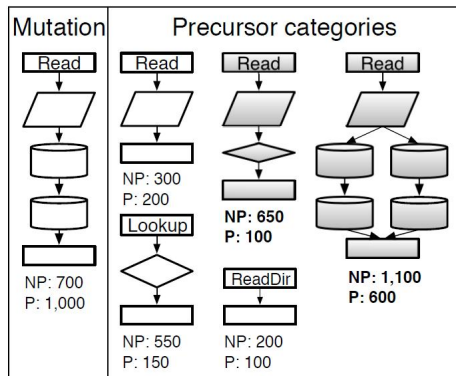 Mutation
Precursor categories
Read
NP: 700
P: 1,000
Read
NP: 300
P: 200
Lookup
NP: 550
P: 150
Read
NP: 650
P: 100
ReadDir
NP: 200
P: 100
Read
NP: 1,100
P: 600